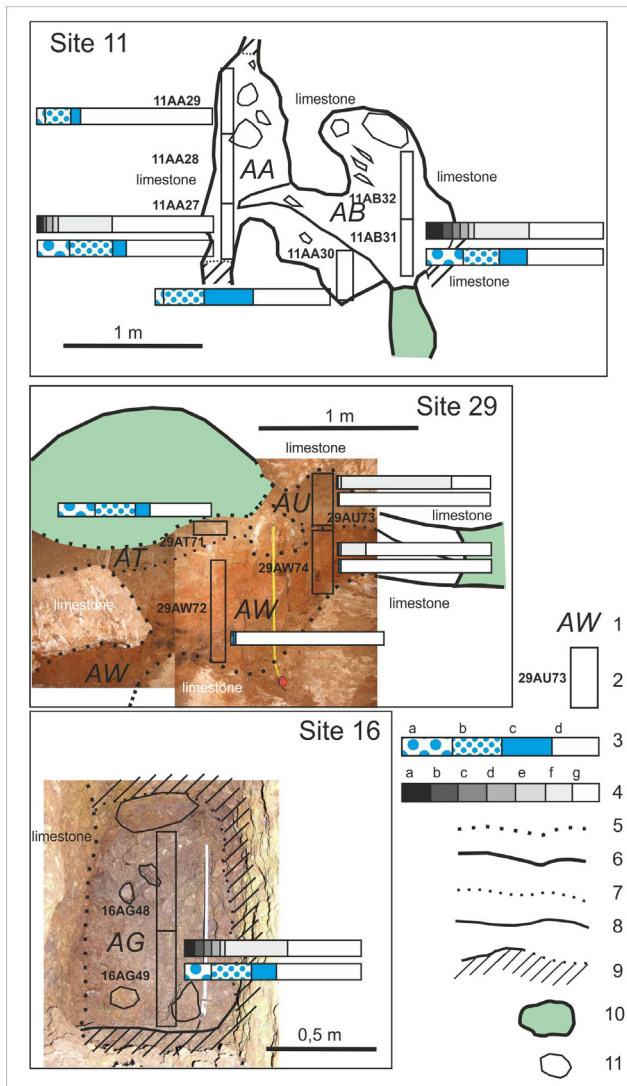 Site 11
11AA29
limestone
limestone
11AA28
limestone
AA
limestone
11AA27
11AB32
AB
11AB31
11AA30
limestone
1 m
Site 29
1 m
limestone
AU
limestone
29AU73
29AT71
AT
29AW74
limestone
29AW72
AW
limestone
AW
limestone
AW 1
29AU73 2
a b c d
3
a b c d e f g
4
5
6
7
8
9
10
11
Site 16
limestone
16AG48
AG
16AG49
0,5 m